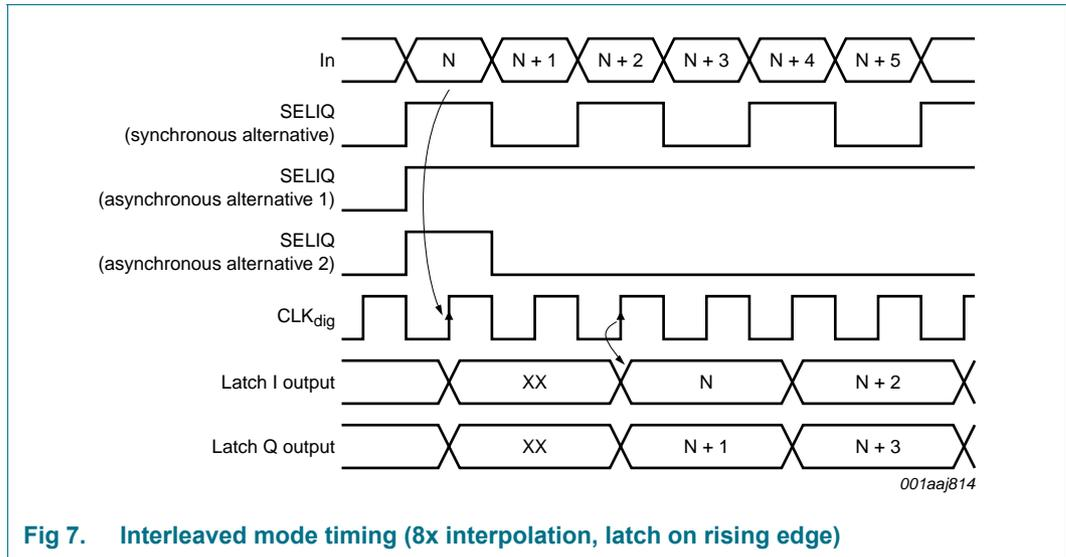 In
N
N + 1
N + 2
N + 3
N + 4
N + 5
SELIQ
(synchronous alternative)
SELIQ
(asynchronous alternative 1)
SELIQ
(asynchronous alternative 2)
CLKdig
Latch I output
XX
N
N + 2
Latch Q output
XX
N + 1
N + 3
001aaj814
Fig 7. Interleaved mode timing (8x interpolation, latch on rising edge)